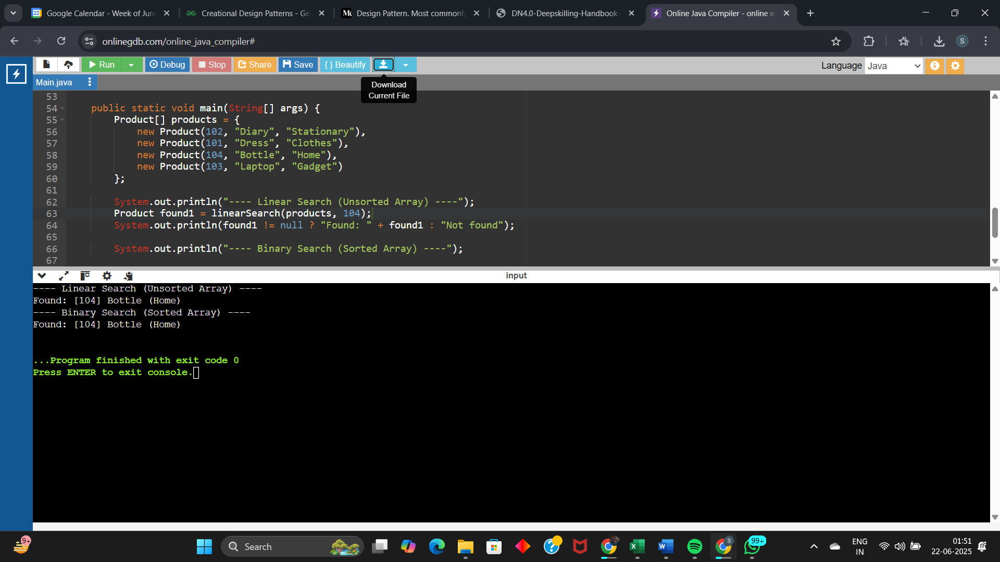 Google Calendar - Week of Jun
Creational Design Patterns - Ge
Design Pattern. Most commonly
DN4.0-Deepskilling-Handbook-
Online Java Compiler - online e
onlinegdb.com/online_java_compiler#
S
Run
Debug
Stop
Share
Save
{ } Beautify
Language Java
Main.java
Download
Current File
53
54 public static void main(String[] args) {
55 Product[] products = {
56 new Product(102, "Diary", "Stationary"),
57 new Product(101, "Dress", "Clothes"),
58 new Product(104, "Bottle", "Home"),
59 new Product(103, "Laptop", "Gadget")
60 };
61
62 System.out.println("---- Linear Search (Unsorted Array) ----");
63 Product found1 = linearSearch(products, 104);
64 System.out.println(found1 != null ? "Found: " + found1 : "Not found");
65
66 System.out.println("---- Binary Search (Sorted Array) ----");
67
input
---- Linear Search (Unsorted Array) ----
Found: [104] Bottle (Home)
---- Binary Search (Sorted Array) ----
Found: [104] Bottle (Home)
...Program finished with exit code 0
Press ENTER to exit console.
9+
Search
99+
ENG
IN
01:51
22-06-2025